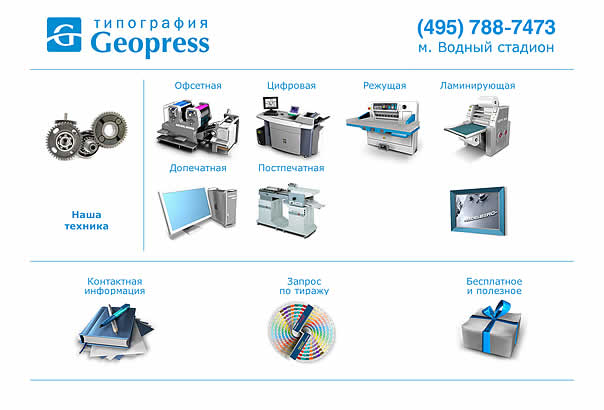 типография
Geopress
(495) 788-7473
м. Водный стадион
Офсетная
Цифровая
Режущая
Ламинирующая
Допечатная
Постпечатная
Наша
техника
Контактная
информация
Запрос
по тиражу
Бесплатное
и полезное